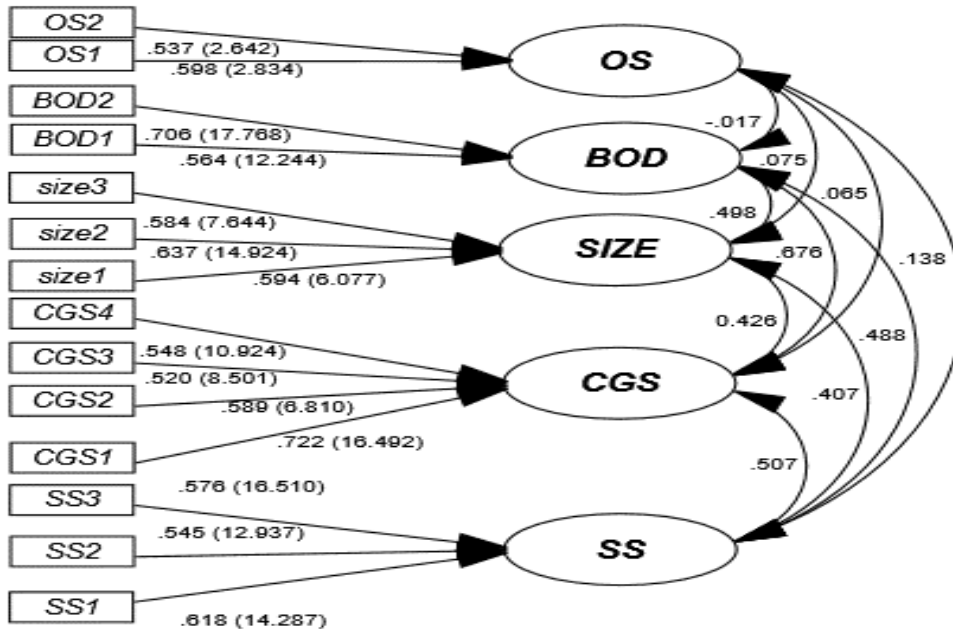 OS2
OS1
.537 (2.642)
.598 (2.834)
OS
BOD2
BOD1
.706 (17.768)
.564 (12.244)
BOD
-.017
.075
.065
size3
size2
size1
.584 (7.644)
.637 (14.924)
.594 (6.077)
SIZE
.498
.676
.138
CGS4
CGS3
CGS2
CGS1
.548 (10.924)
.520 (8.501)
.589 (6.810)
.722 (16.492)
CGS
0.426
.488
.407
.507
SS3
SS2
SS1
.576 (16.510)
.545 (12.937)
.618 (14.287)
SS